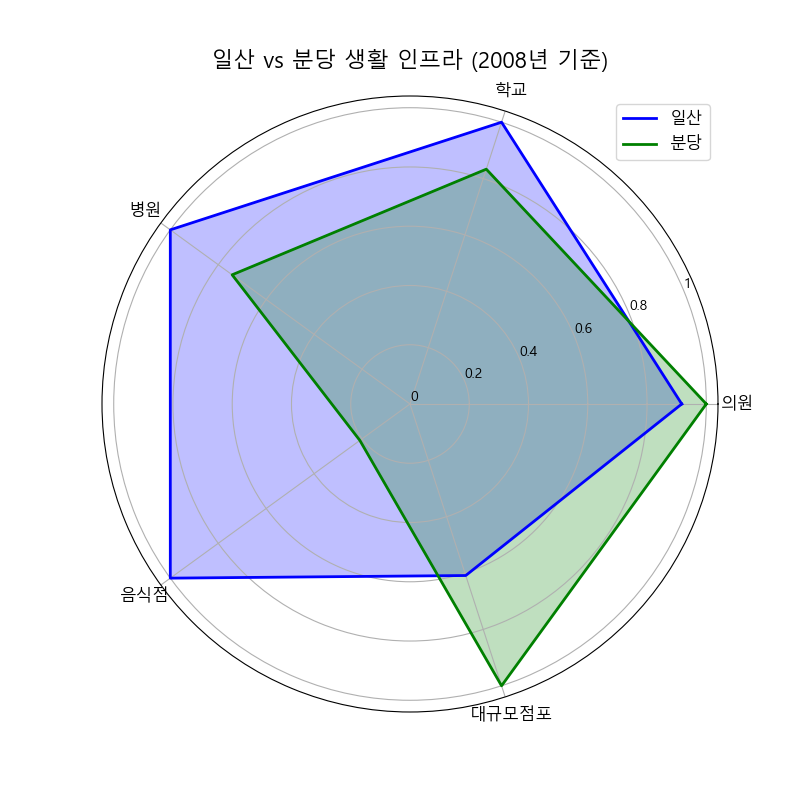 일산 vs 분당 생활 인프라 (2008년 기준)
학교
일산
분당
병원
1
0.8
0.6
0.4
0.2
0
의원
음식점
대규모점포